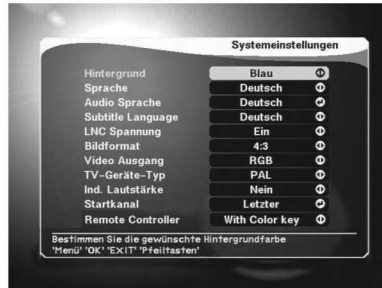 Systemeinstellungen
Hintergrund Blau
Sprache Deutsch
Audio Sprache Deutsch
Subtitle Language Deutsch
LNC Spannung Ein
Bildformat 4:3
Video Ausgang RGB
TV-Geräte-Typ PAL
Ind. Lautstärke Nein
Startkanal Letzter
Remote Controller With Color key
Bestimmen Sie die gewünschte Hintergrundfarbe
'Menü' 'OK' 'EXIT' 'Pfeiltasten'